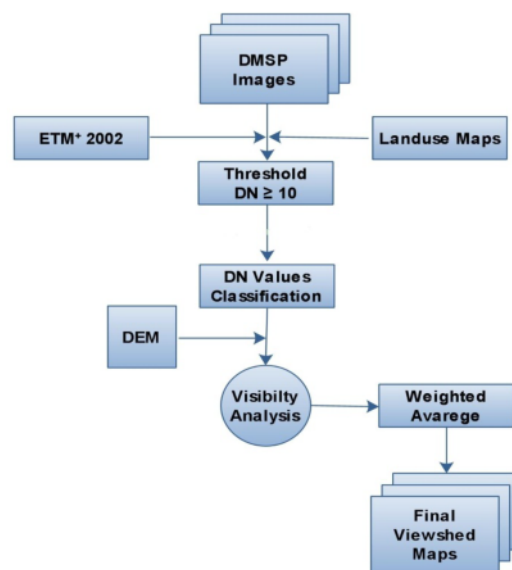 DMSP
Images
ETM+ 2002
Landuse Maps
Threshold
DN ≥ 10
DN Values
Classification
DEM
Visibilty
Analysis
Weighted
Avarege
Final
Viewshed
Maps